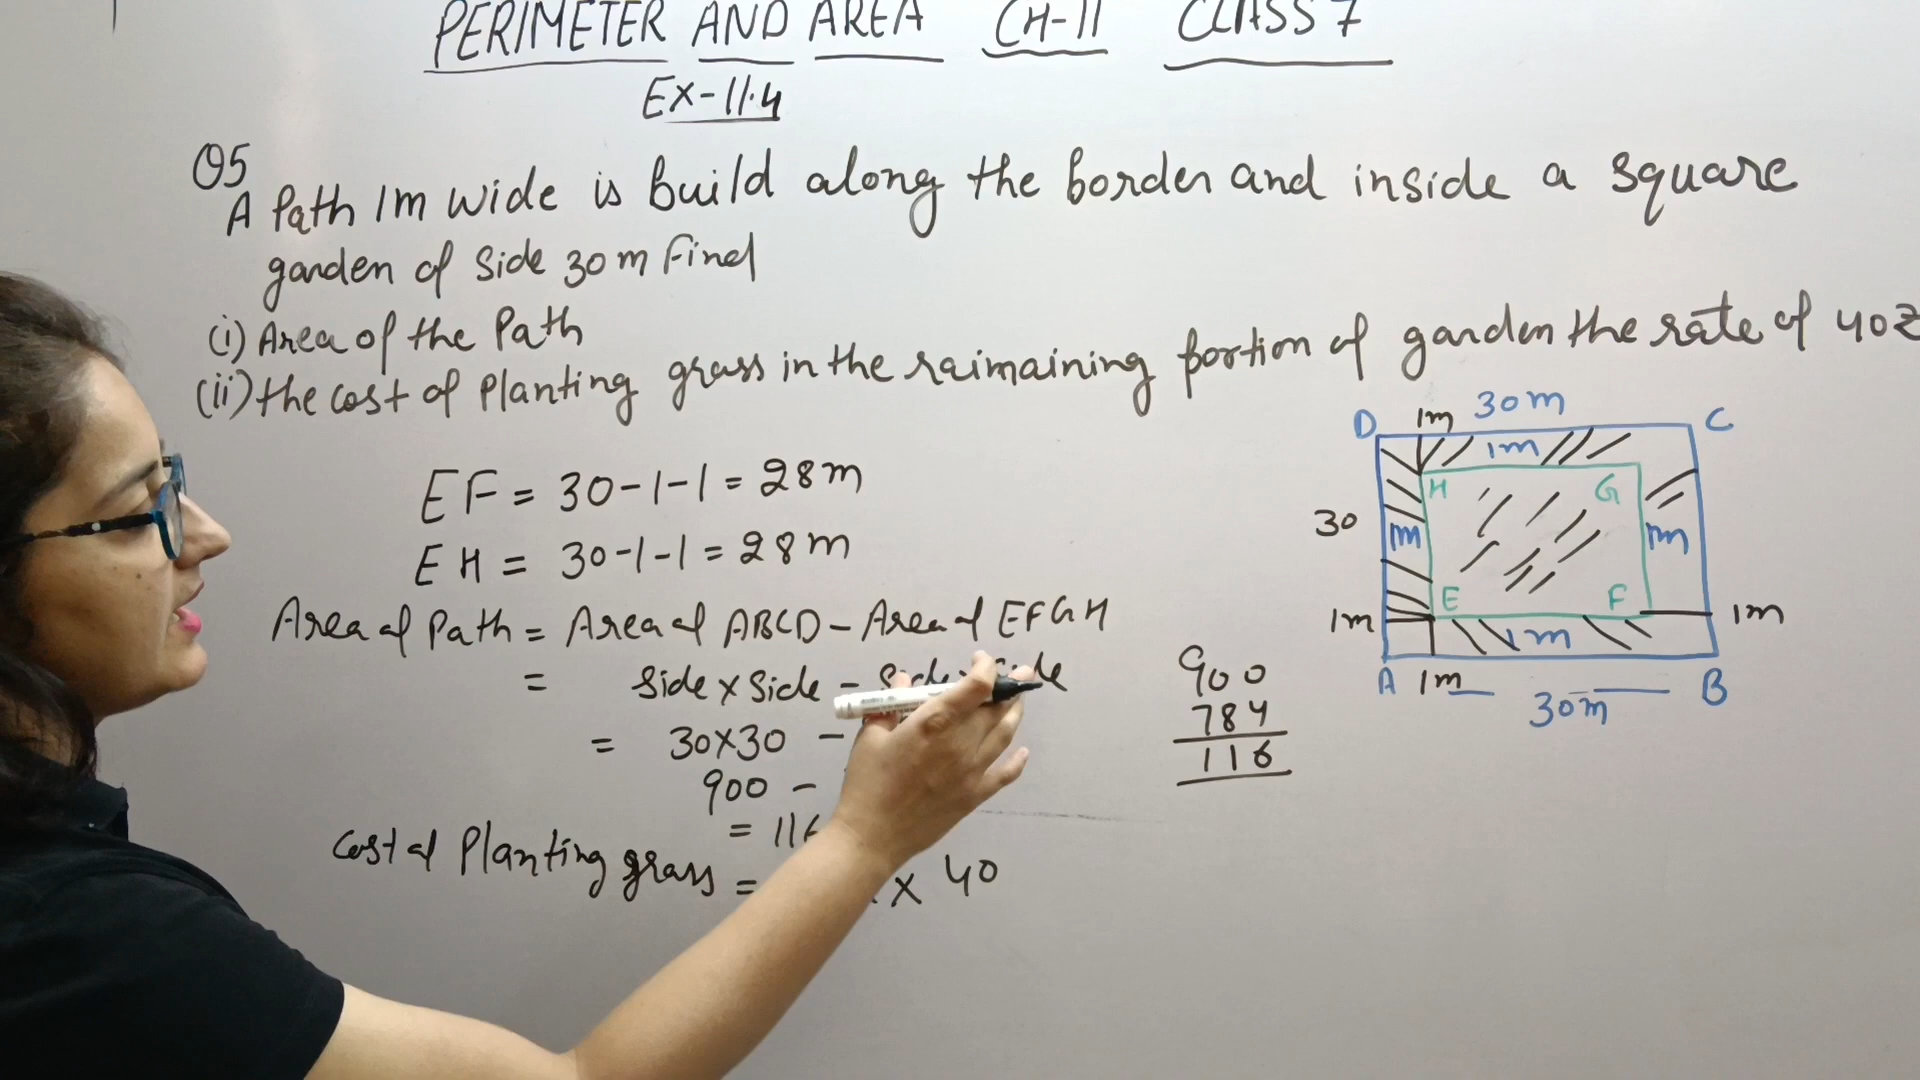 PERIMETER AND AREA CH-11 CLASS 7
EX-11.4
Q5
A Path 1m wide is build along the border and inside a square
garden of side 30m Find
(i) Area of the Path
(ii) the cost of Planting grass in the raimaining portion of garden the rate of 40₹
EF = 30-1-1 = 28m
EH = 30-1-1 = 28m
Area of Path = Area of ABCD - Area of EFGH
= side x side - side x side
= 30x30 -
900 -
= 116
Cost of Planting grass = x 40
900
784
116
D 1m 30m C
1m
H G
30 1m 1m
E F
1m 1m 1m
A 1m 30m B